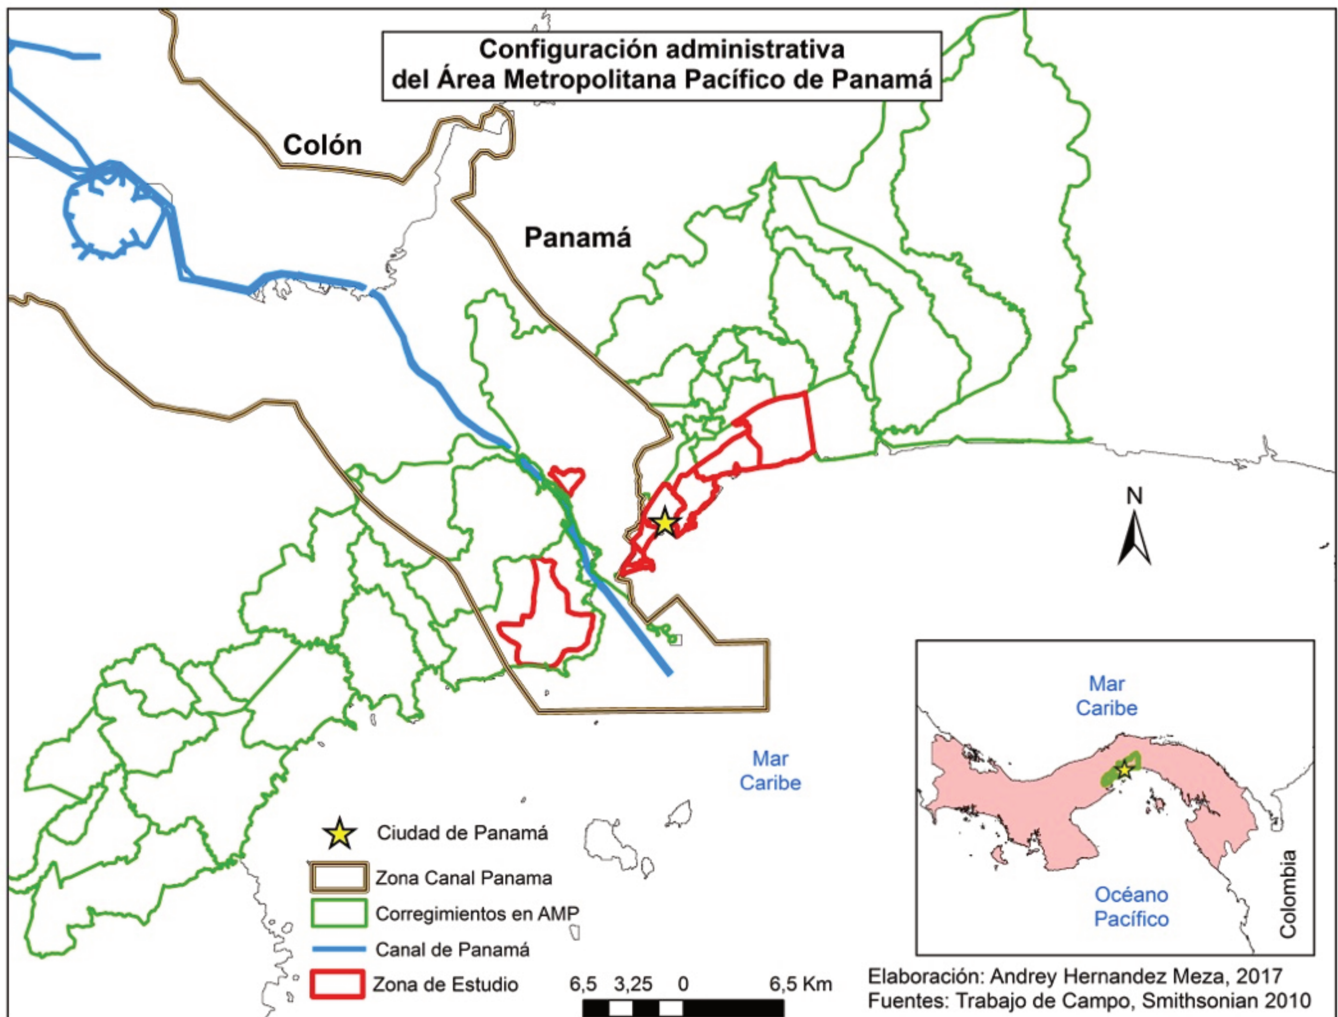 Configuración administrativa
del Área Metropolitana Pacífico de Panamá
Colón
Panamá
N
Mar
Caribe
Mar
Caribe
Océano
Pacífico
Colombia
Ciudad de Panamá
Zona Canal Panama
Corregimientos en AMP
Canal de Panamá
Zona de Estudio
6,5 3,25 0 6,5 Km
Elaboración: Andrey Hernandez Meza, 2017
Fuentes: Trabajo de Campo, Smithsonian 2010